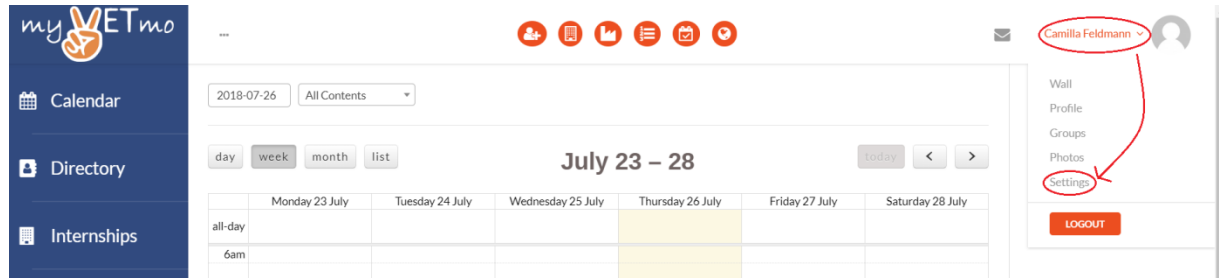 my VETmo
...
Camilla Feldmann
Calendar
Directory
Internships
2018-07-26 All Contents
day week month list
July 23 – 28
today < >
Monday 23 July Tuesday 24 July Wednesday 25 July Thursday 26 July Friday 27 July Saturday 28 July
all-day
6am
Wall
Profile
Groups
Photos
Settings
LOGOUT